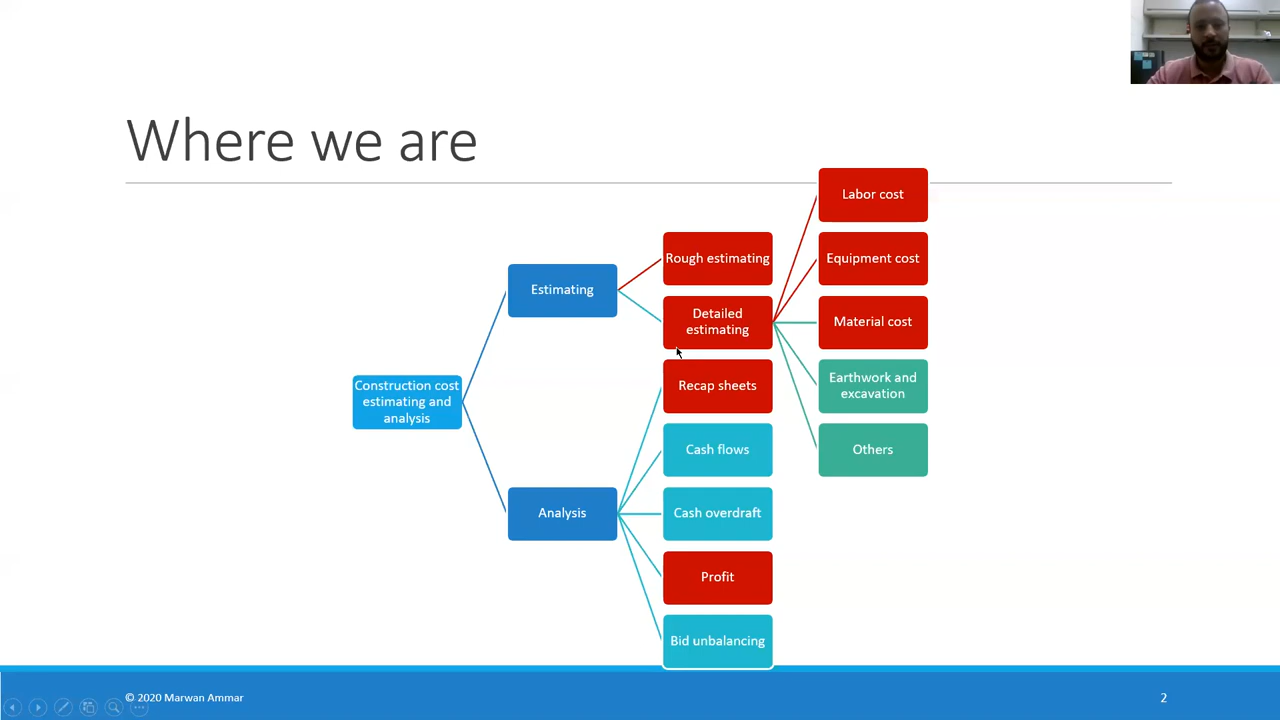 Where we are
Labor cost
Rough estimating
Equipment cost
Estimating
Detailed
estimating
Material cost
Construction cost
estimating and
analysis
Recap sheets
Earthwork and
excavation
Cash flows
Others
Analysis
Cash overdraft
Profit
Bid unbalancing
© 2020 Marwan Ammar
2